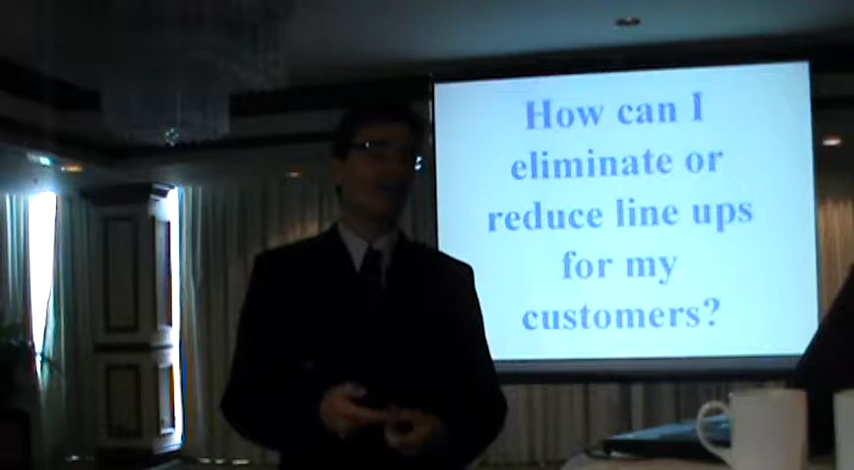 How can I
eliminate or
reduce line ups
for my
customers?